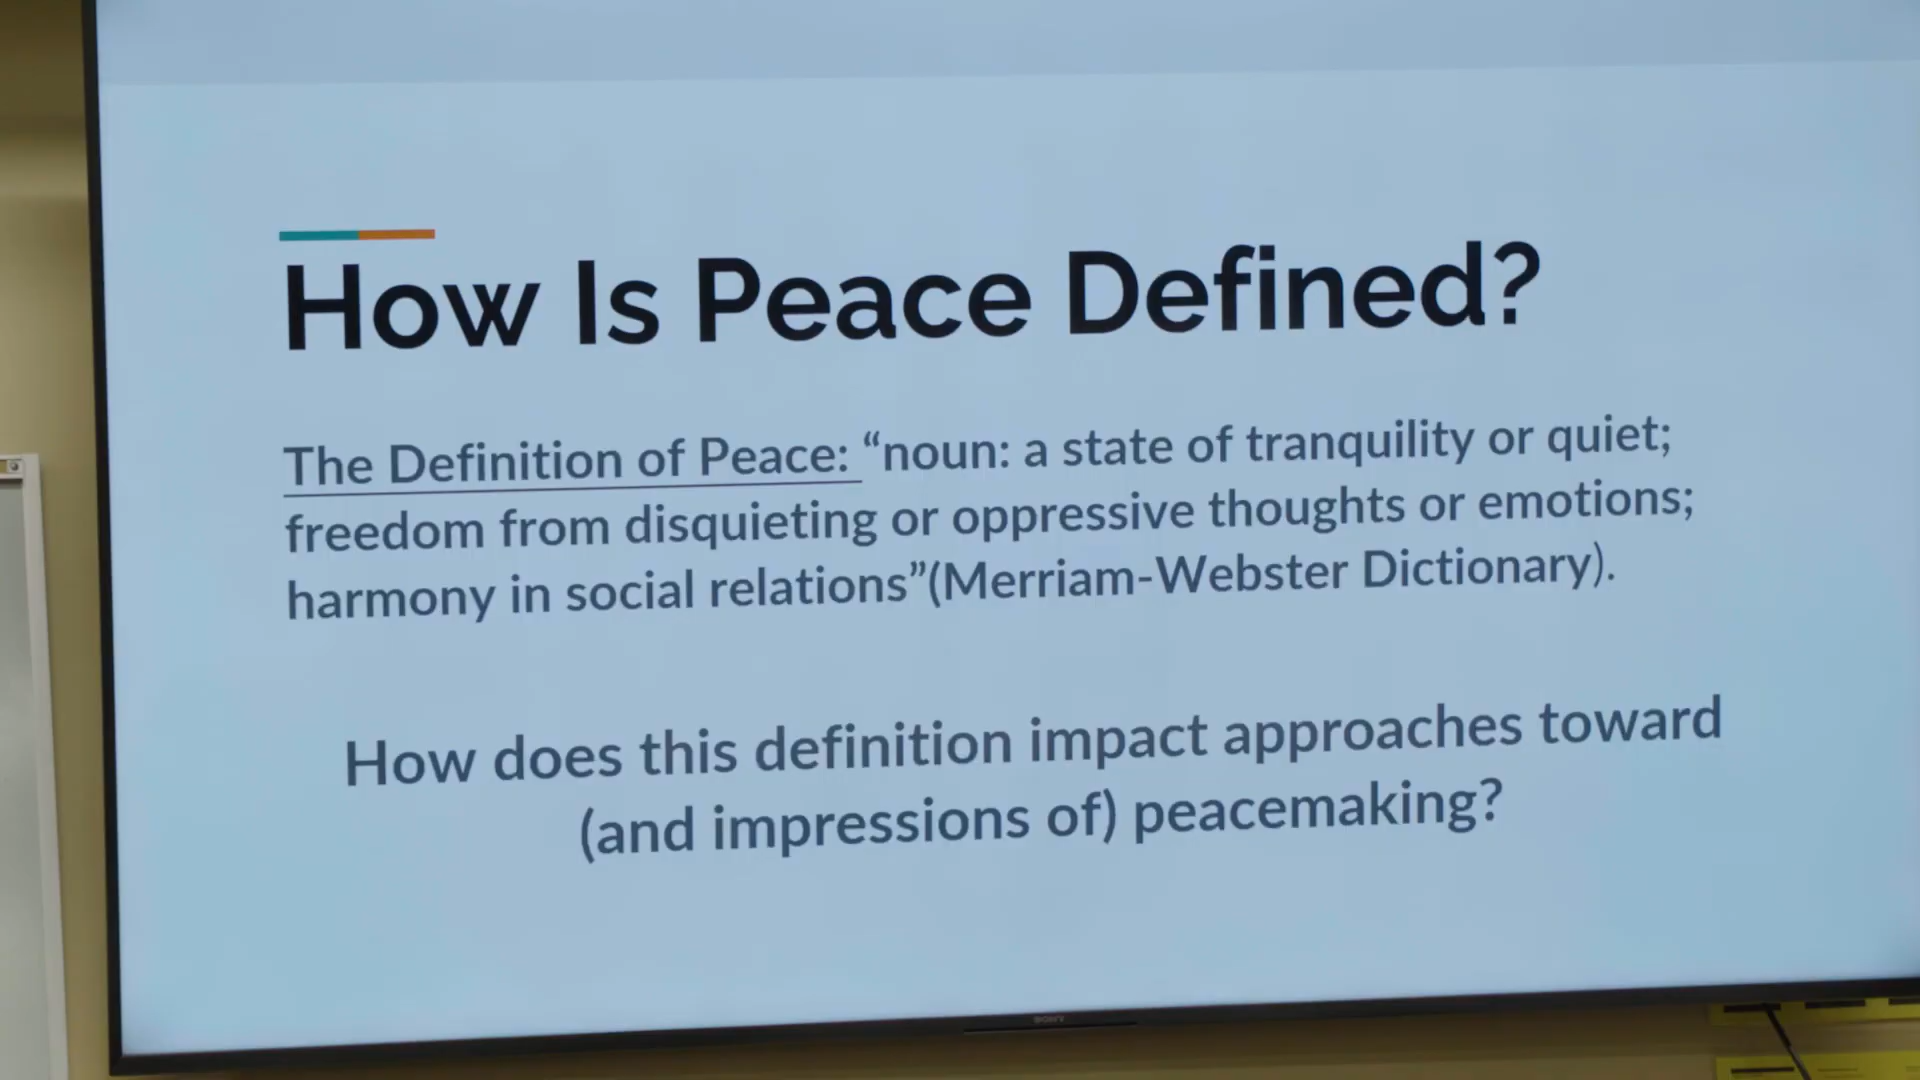 How Is Peace Defined?
The Definition of Peace: “noun: a state of tranquility or quiet;
freedom from disquieting or oppressive thoughts or emotions;
harmony in social relations”(Merriam-Webster Dictionary).
How does this definition impact approaches toward
(and impressions of) peacemaking?
SONY